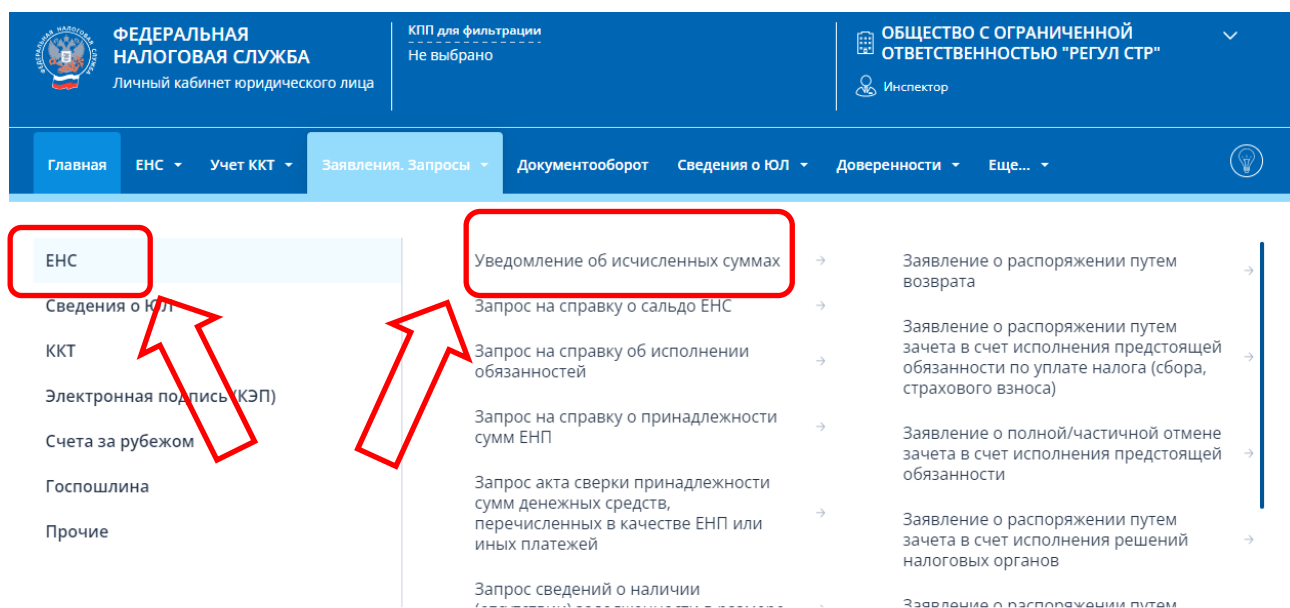 ФЕДЕРАЛЬНАЯ
НАЛОГОВАЯ СЛУЖБА
Личный кабинет юридического лица
КПП для фильтрации
Не выбрано
ОБЩЕСТВО С ОГРАНИЧЕННОЙ
ОТВЕТСТВЕННОСТЬЮ "РЕГУЛ СТР"
Инспектор
Главная ЕНС Учет ККТ Заявления. Запросы Документооборот Сведения о ЮЛ Доверенности Еще...
ЕНС
Сведения о ЮЛ
ККТ
Электронная подпись (КЭП)
Счета за рубежом
Госпошлина
Прочие
Уведомление об исчисленных суммах
Запрос на справку о сальдо ЕНС
Запрос на справку об исполнении
обязанностей
Запрос на справку о принадлежности
сумм ЕНП
Запрос акта сверки принадлежности
сумм денежных средств,
перечисленных в качестве ЕНП или
иных платежей
Запрос сведений о наличии
Заявление о распоряжении путем
возврата
Заявление о распоряжении путем
зачета в счет исполнения предстоящей
обязанности по уплате налога (сбора,
страхового взноса)
Заявление о полной/частичной отмене
зачета в счет исполнения предстоящей
обязанности
Заявление о распоряжении путем
зачета в счет исполнения решений
налоговых органов
Заявление о распоряжении путем